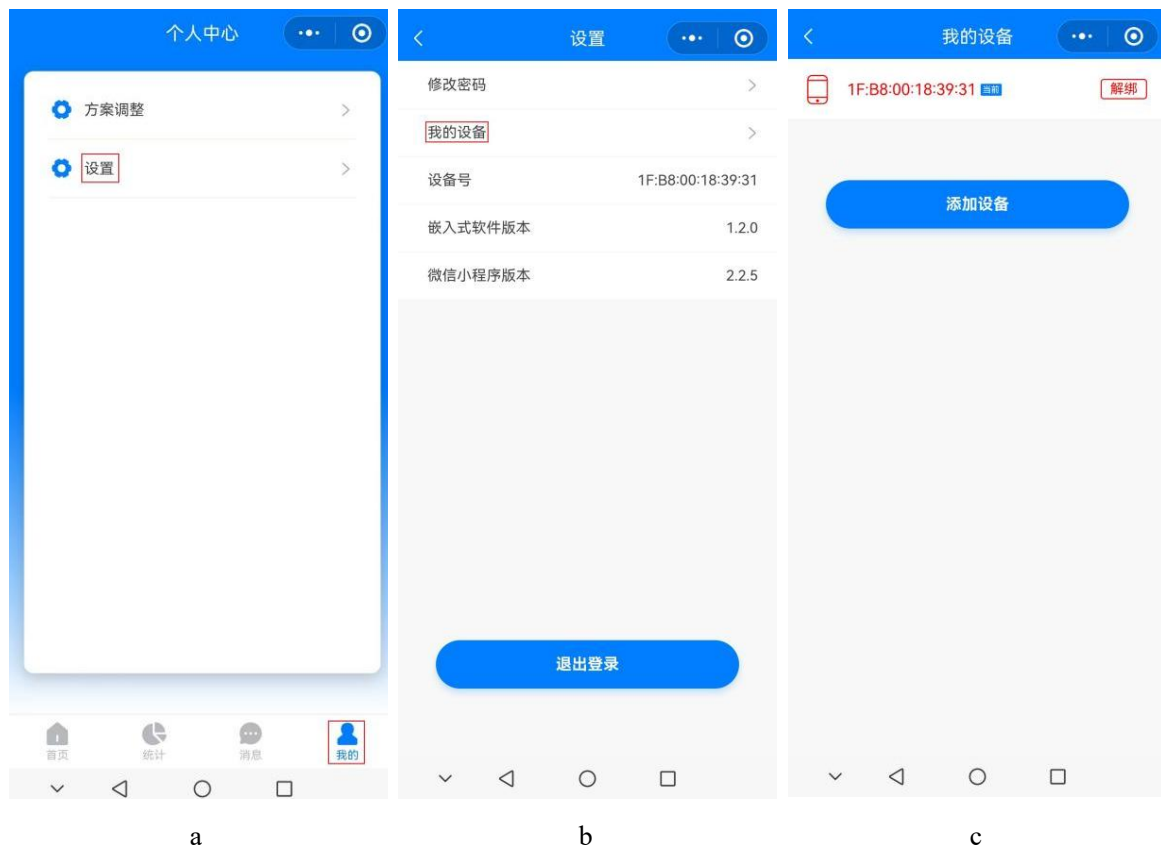 个人中心
方案调整
设置
首页
统计
消息
我的
a
设置
修改密码
我的设备
设备号 1F:B8:00:18:39:31
嵌入式软件版本 1.2.0
微信小程序版本 2.2.5
退出登录
b
我的设备
1F:B8:00:18:39:31 当前 解绑
添加设备
c